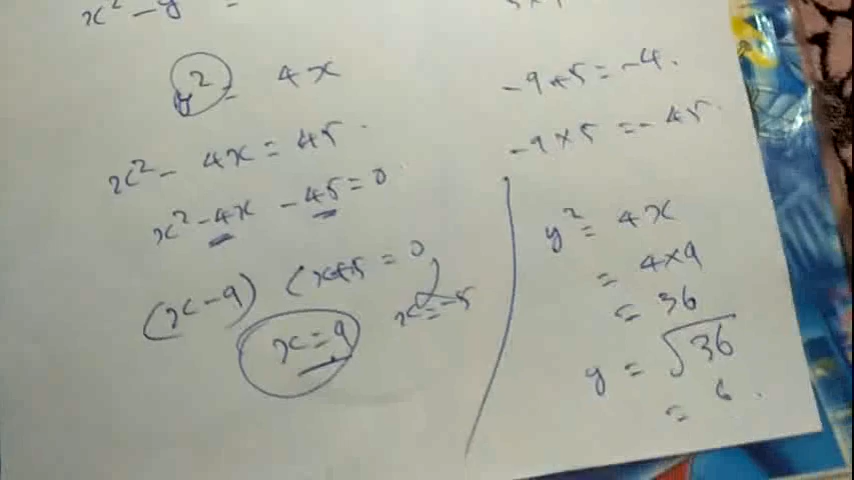 x² - y =
y² = 4x
x² - 4x = 45.
x² - 4x - 45 = 0
(x - 9) (x + 5 = 0
x = 9 x = -5
-9 + 5 = -4.
-9 × 5 = -45
y² = 4x
= 4 × 9
= 36
y = √36
= 6.